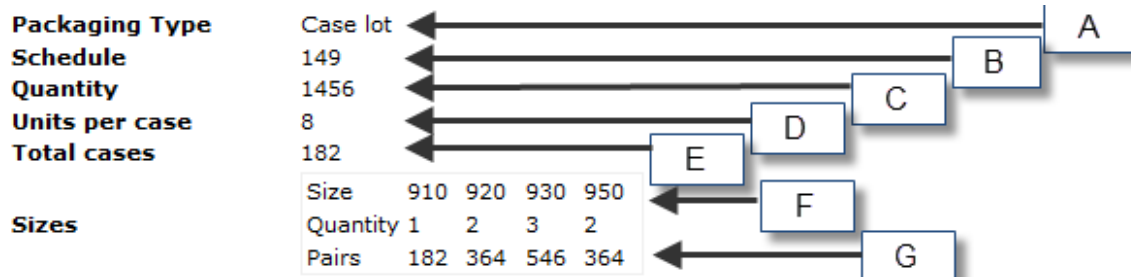 Packaging Type Case lot A
Schedule 149 B
Quantity 1456 C
Units per case 8 D
Total cases 182 E
Size 910 920 930 950 F
Sizes Quantity 1 2 3 2
Pairs 182 364 546 364 G